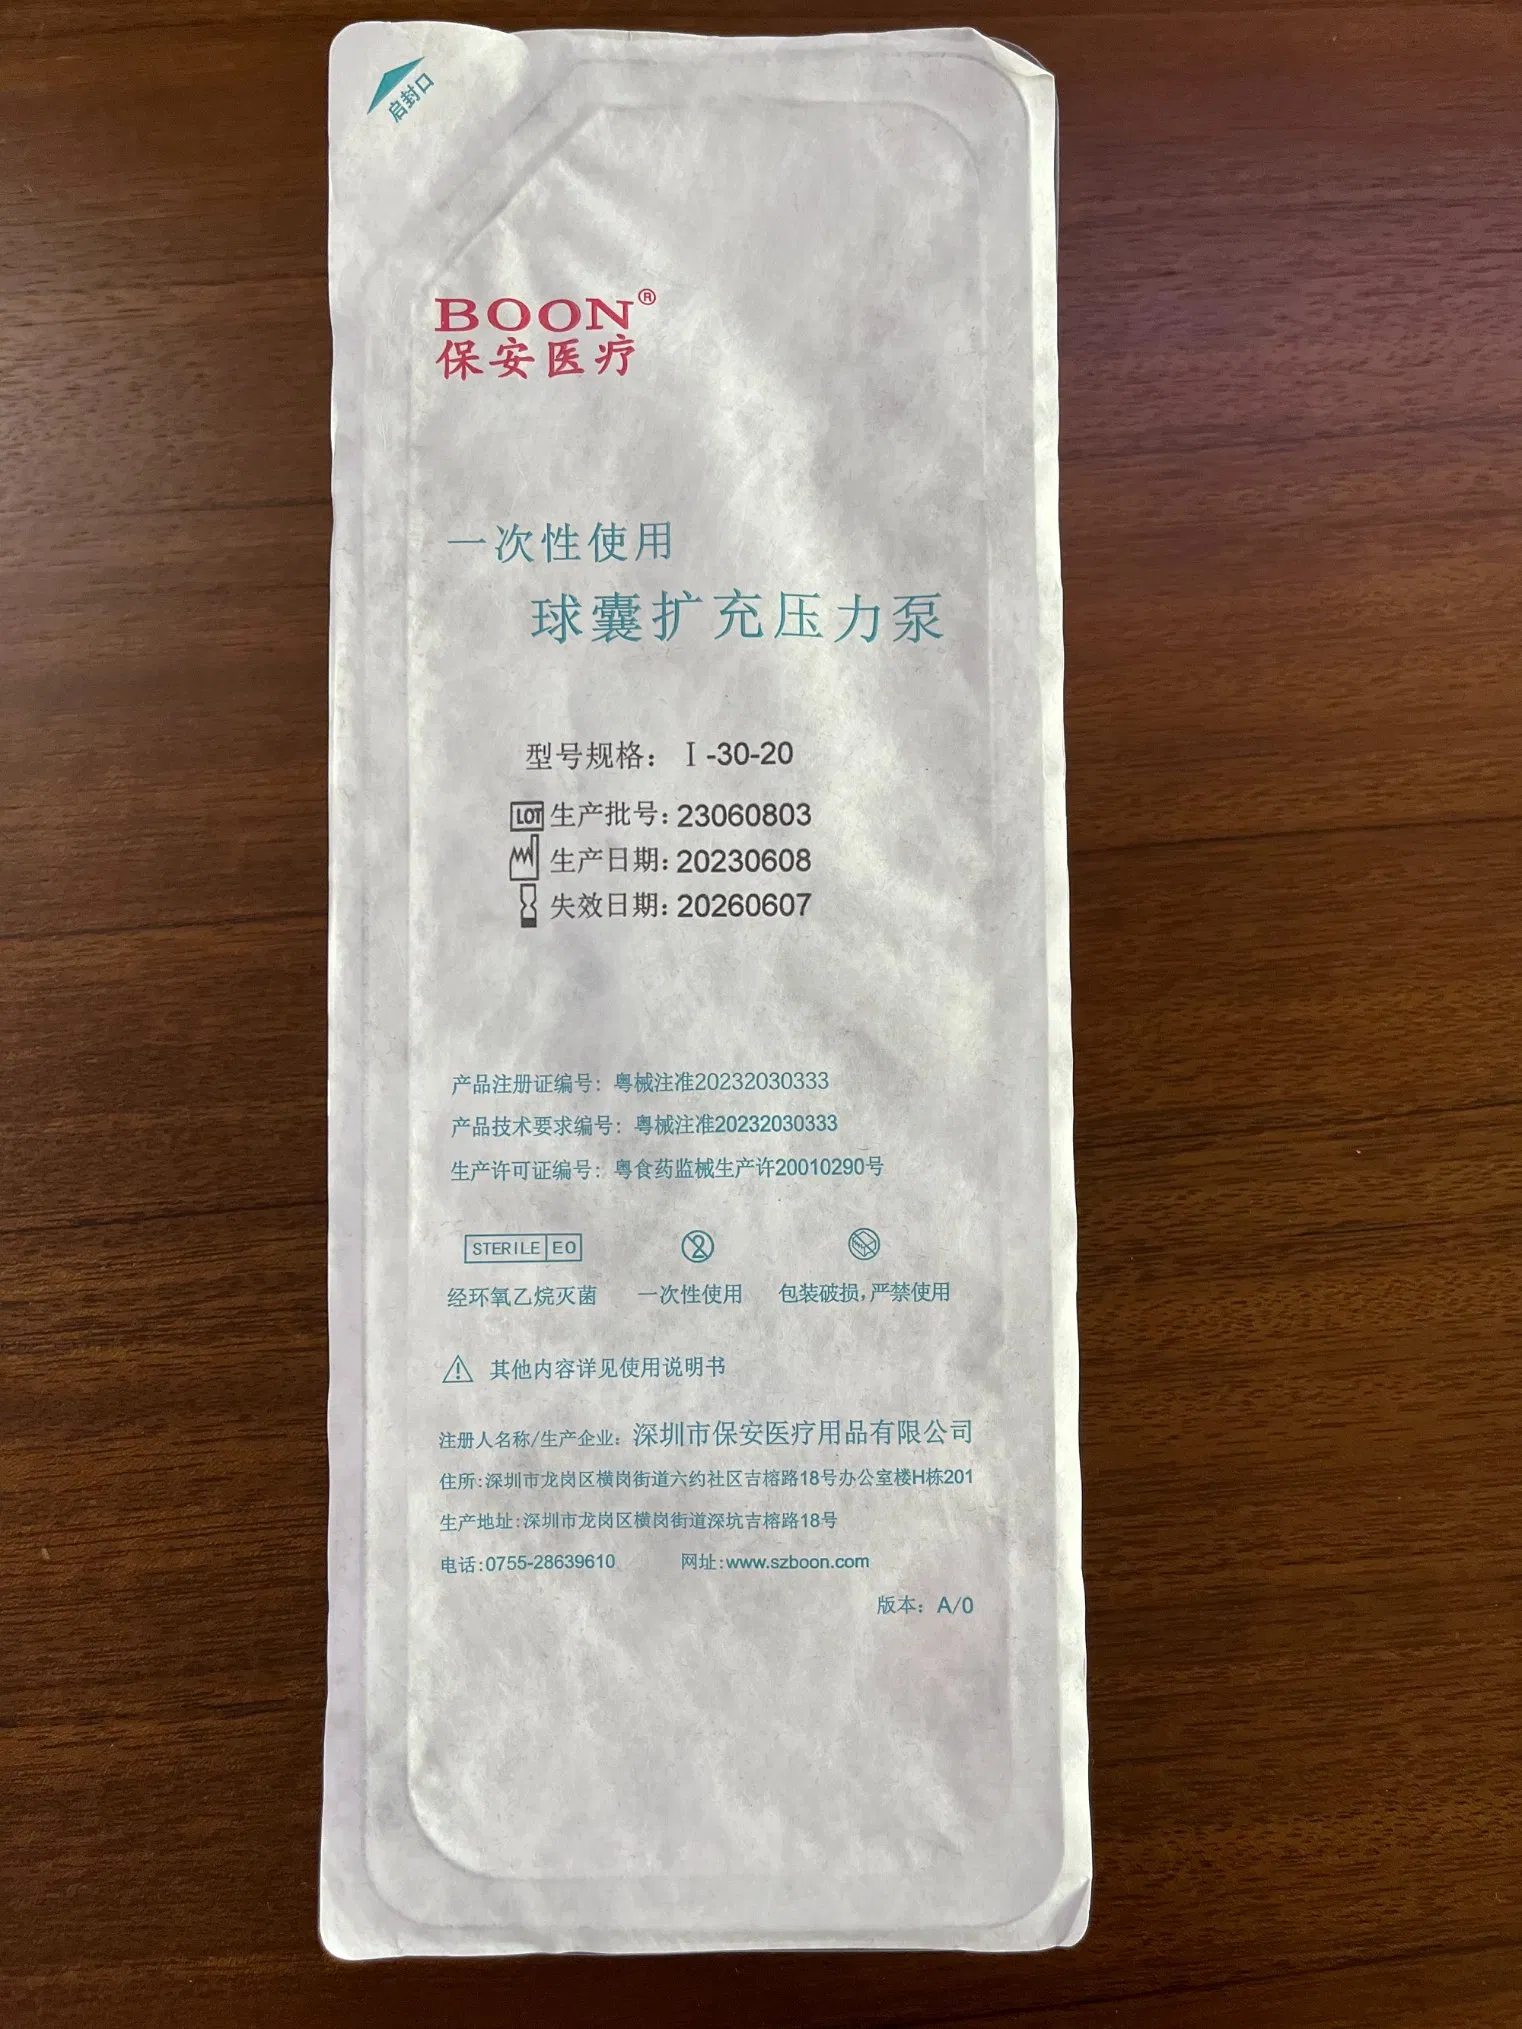 启封口
BOON®
保安医疗
一次性使用
球囊扩充压力泵
型号规格：Ⅰ-30-20
LOT 生产批号：23060803
生产日期：20230608
失效日期：20260607
产品注册证编号：粤械注准20232030333
产品技术要求编号：粤械注准20232030333
生产许可证编号：粤食药监械生产许20010290号
STERILE EO
2
经环氧乙烷灭菌 一次性使用 包装破损，严禁使用
其他内容详见使用说明书
注册人名称/生产企业：深圳市保安医疗用品有限公司
住所：深圳市龙岗区横岗街道六约社区吉榕路18号办公室楼H栋201
生产地址：深圳市龙岗区横岗街道深坑吉榕路18号
电话：0755-28639610 网址：www.szboon.com
版本：A/0